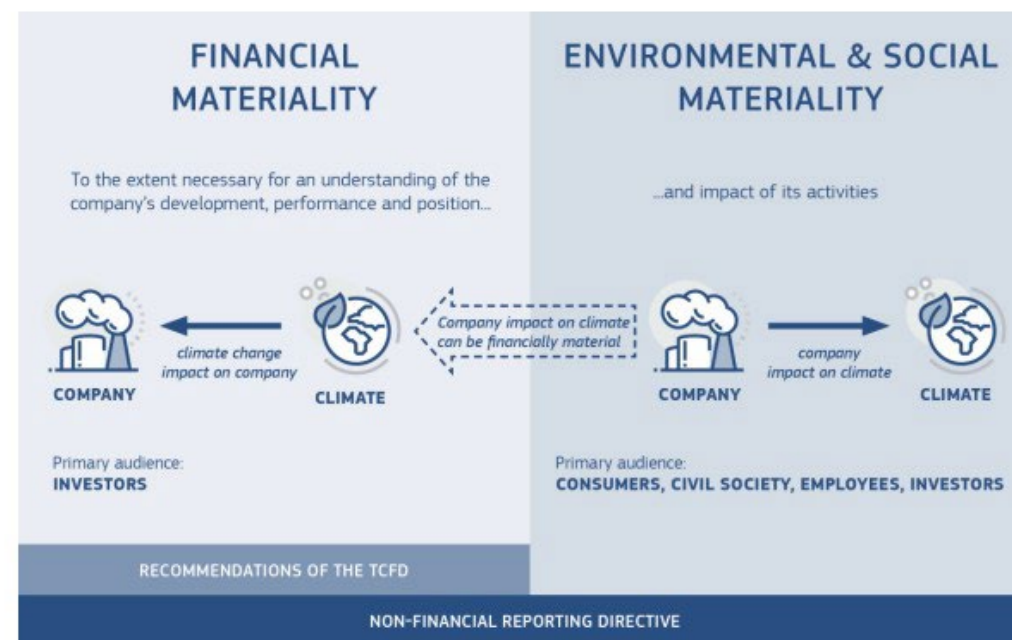 FINANCIAL
MATERIALITY
To the extent necessary for an understanding of the
company's development, performance and position...
climate change
impact on company
COMPANY
CLIMATE
Primary audience:
INVESTORS
RECOMMENDATIONS OF THE TCFD
Company impact on climate
can be financially material
ENVIRONMENTAL & SOCIAL
MATERIALITY
...and impact of its activities
company
impact on climate
COMPANY
CLIMATE
Primary audience:
CONSUMERS, CIVIL SOCIETY, EMPLOYEES, INVESTORS
NON-FINANCIAL REPORTING DIRECTIVE